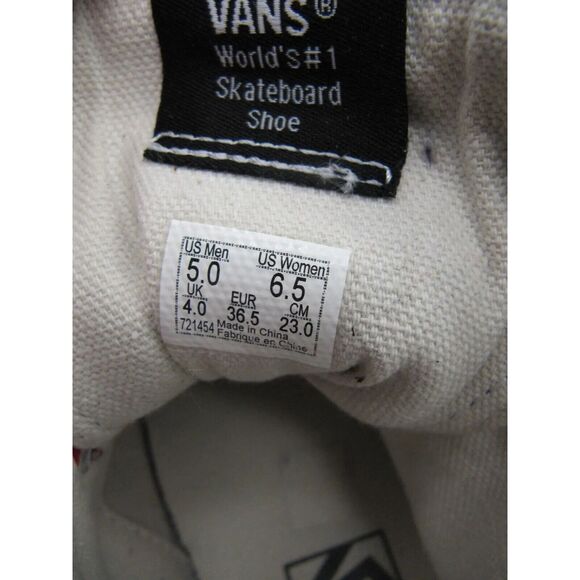 VANS®
World'S#1
Skateboard
Shoe
US Men US Women
5.0 6.5
UK EUR CM
4.0 36.5 23.0
721454 Made in China
Fabrique en Chine